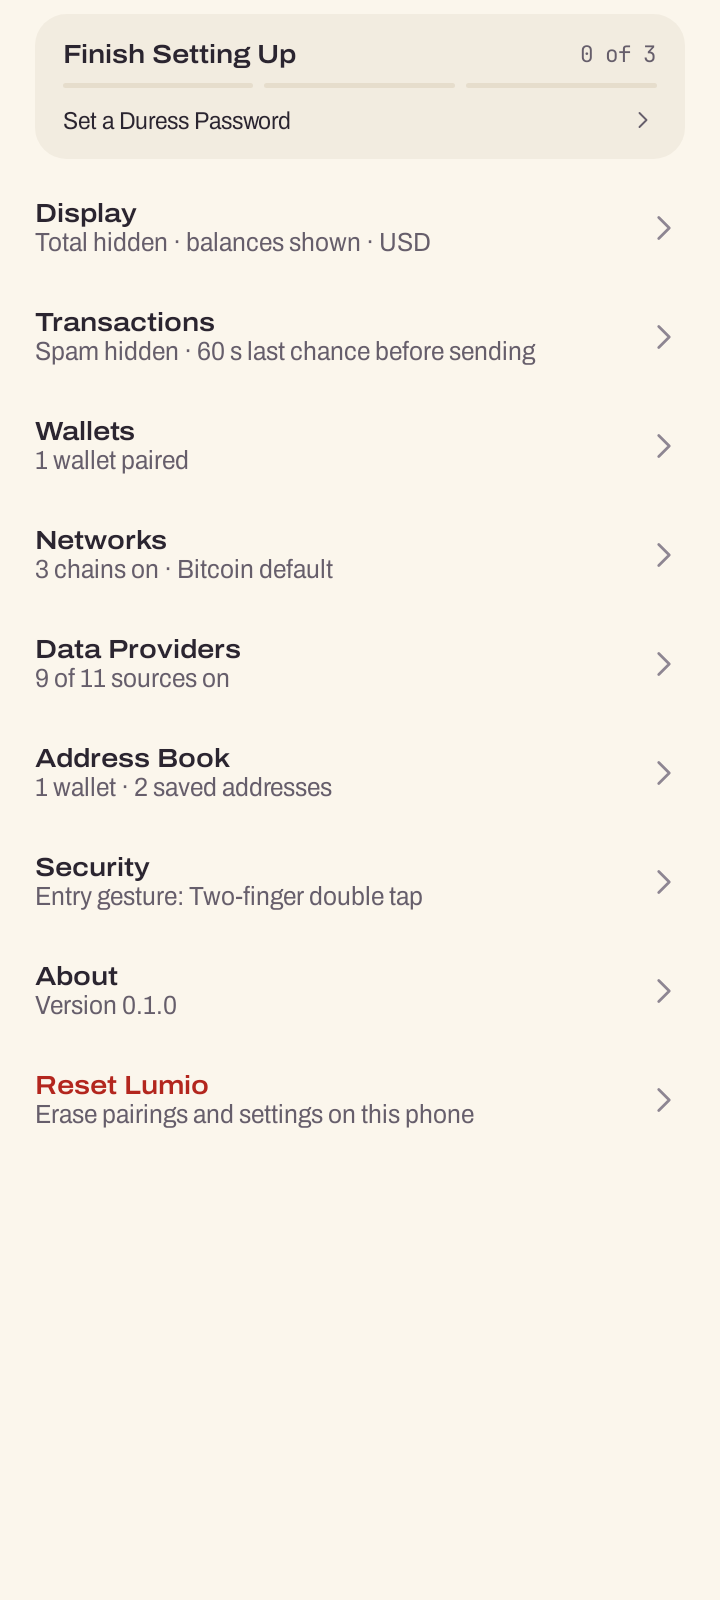 Finish Setting Up
0 of 3
Set a Duress Password
Display
Total hidden · balances shown · USD
Transactions
Spam hidden · 60 s last chance before sending
Wallets
1 wallet paired
Networks
3 chains on · Bitcoin default
Data Providers
9 of 11 sources on
Address Book
1 wallet · 2 saved addresses
Security
Entry gesture: Two-finger double tap
About
Version 0.1.0
Reset Lumio
Erase pairings and settings on this phone